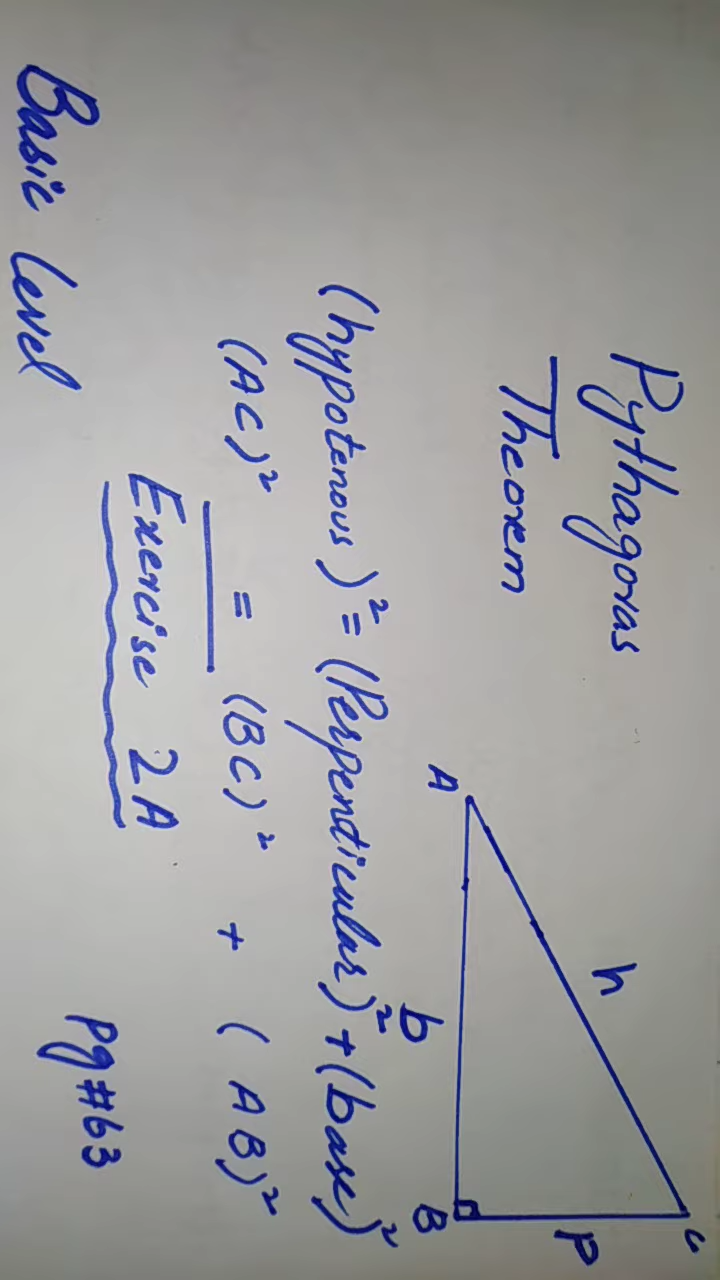 Pythagoras
Theorem
C
h
P
A
b
B
(hypotenous)² = (Perpendicular)² + (base)²
(AC)² = (BC)² + (AB)²
Exercise 2A
pg#63
Basic level